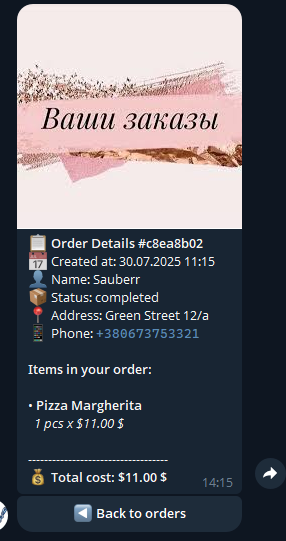 Ваши заказы
Order Details #c8ea8b02
17
Created at: 30.07.2025 11:15
Name: Sauberr
Status: completed
Address: Green Street 12/a
Phone: +380673753321
Items in your order:
• Pizza Margherita
1 pcs x $11.00 $
-----------------------------------
Total cost: $11.00 $
14:15
Back to orders